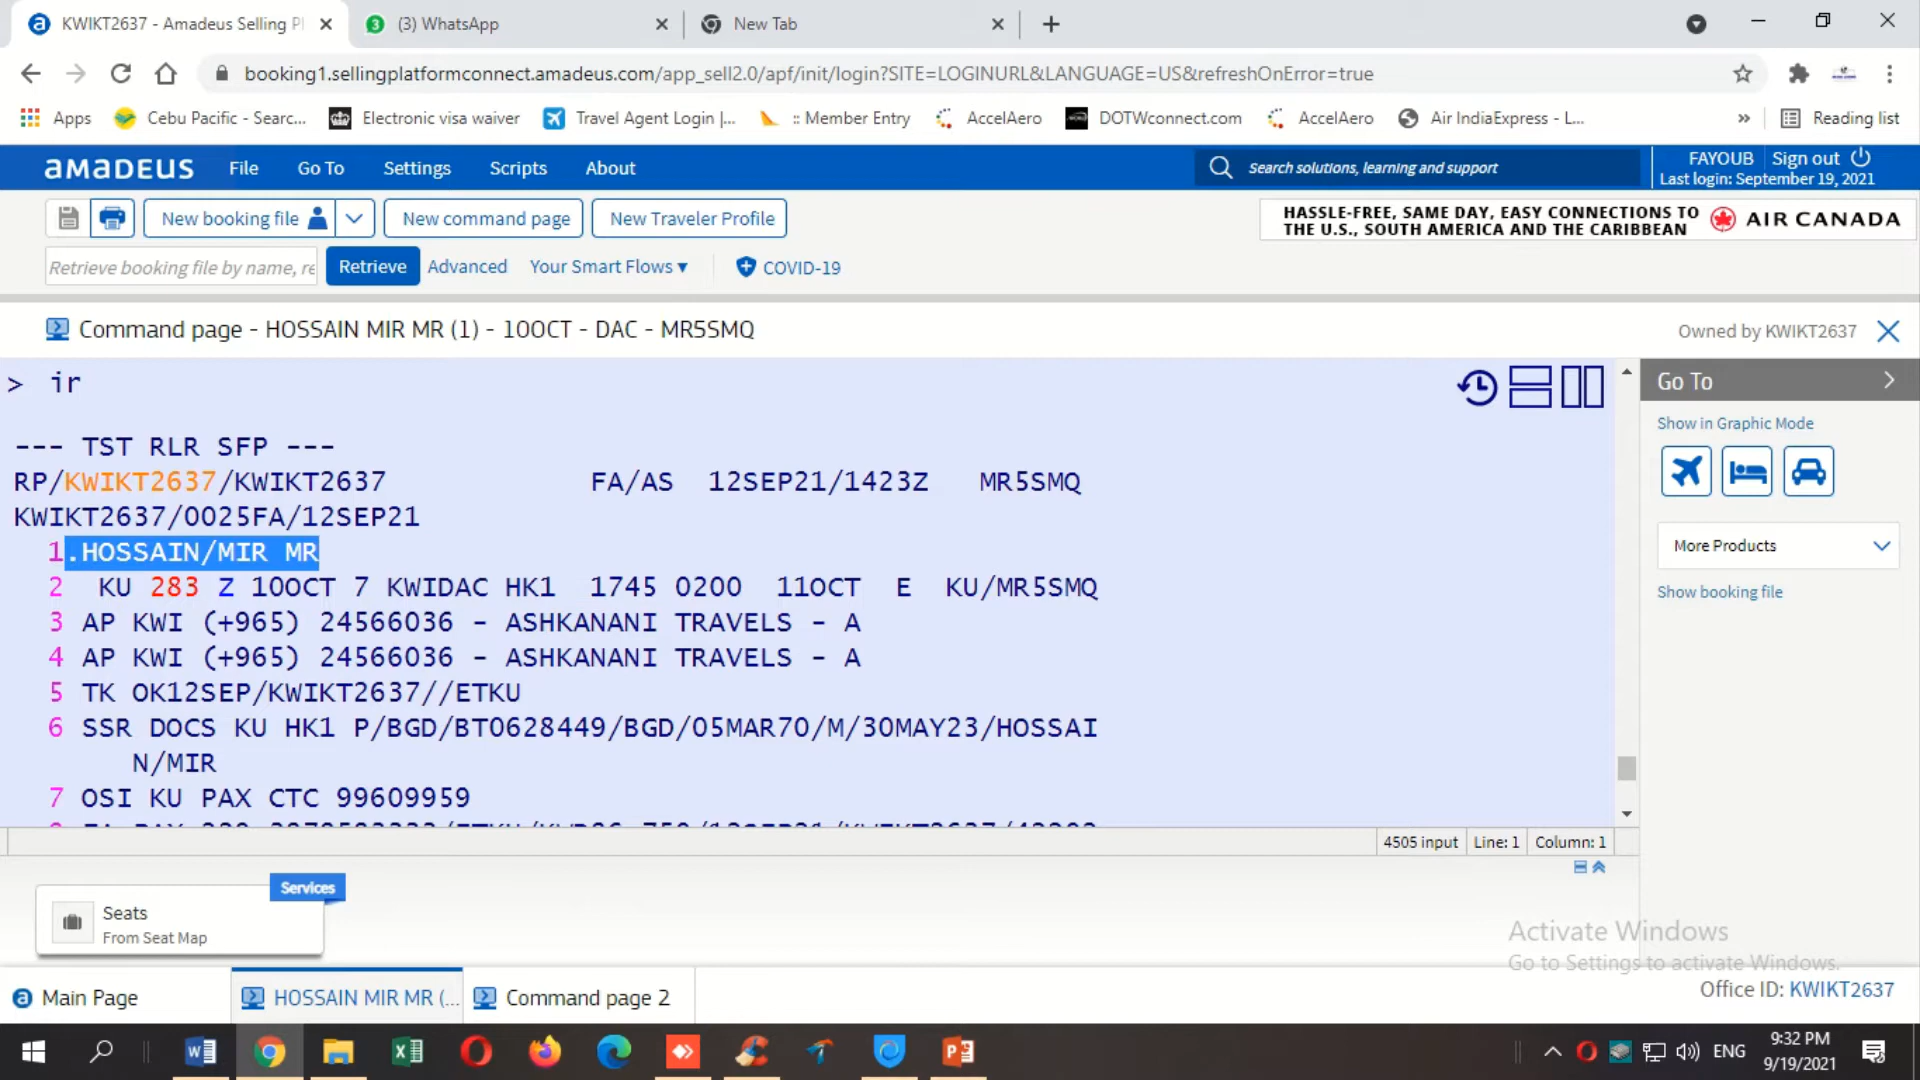 KWIKT2637 - Amadeus Selling Pl
(3) WhatsApp
New Tab
booking1.sellingplatformconnect.amadeus.com/app_sell2.0/apf/init/login?SITE=LOGINURL&LANGUAGE=US&refreshOnError=true
Apps
Cebu Pacific - Searc...
Electronic visa waiver
Travel Agent Login |...
:: Member Entry
AccelAero
DOTWconnect.com
AccelAero
Air IndiaExpress - L...
»
Reading list
amadeus
File
Go To
Settings
Scripts
About
Search solutions, learning and support
FAYOUB Sign out
Last login: September 19, 2021
New booking file
New command page
New Traveler Profile
HASSLE-FREE, SAME DAY, EASY CONNECTIONS TO
THE U.S., SOUTH AMERICA AND THE CARIBBEAN
AIR CANADA
Retrieve booking file by name, re
Retrieve
Advanced
Your Smart Flows
COVID-19
Command page - HOSSAIN MIR MR (1) - 10OCT - DAC - MR5SMQ
Owned by KWIKT2637
> ir
--- TST RLR SFP ---
RP/KWIKT2637/KWIKT2637 FA/AS 12SEP21/1423Z MR5SMQ
KWIKT2637/0025FA/12SEP21
1.HOSSAIN/MIR MR
2 KU 283 Z 10OCT 7 KWIDAC HK1 1745 0200 11OCT E KU/MR5SMQ
3 AP KWI (+965) 24566036 - ASHKANANI TRAVELS - A
4 AP KWI (+965) 24566036 - ASHKANANI TRAVELS - A
5 TK OK12SEP/KWIKT2637//ETKU
6 SSR DOCS KU HK1 P/BGD/BT0628449/BGD/05MAR70/M/30MAY23/HOSSAI
N/MIR
7 OSI KU PAX CTC 99609959
Go To
Show in Graphic Mode
More Products
Show booking file
4505 input
Line: 1
Column: 1
Services
Seats
From Seat Map
Activate Windows
Go to Settings to activate Windows.
Main Page
HOSSAIN MIR MR (...
Command page 2
Office ID: KWIKT2637
ENG
9:32 PM
9/19/2021